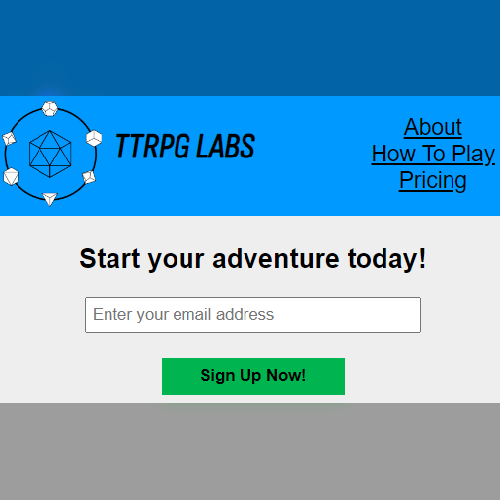 TTRPG LABS
About
How To Play
Pricing
Start your adventure today!
Enter your email address
Sign Up Now!